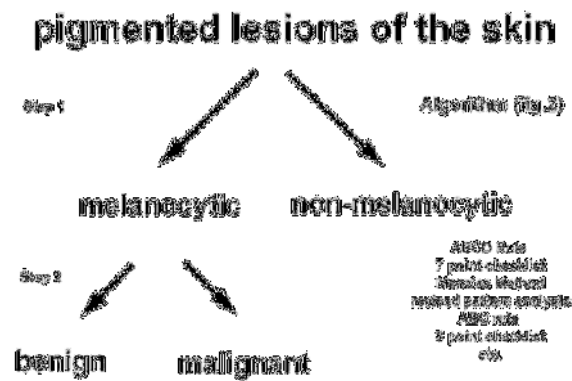 pigmented lesions of the skin
Step 1
Algorithm (fig.2)
melanocytic
non-melanocytic
Step 2
ABCD Rule
7 point checklist
Menzies Method
revised pattern analysis
ABC rule
3 point checklist
etc.
benign
malignant